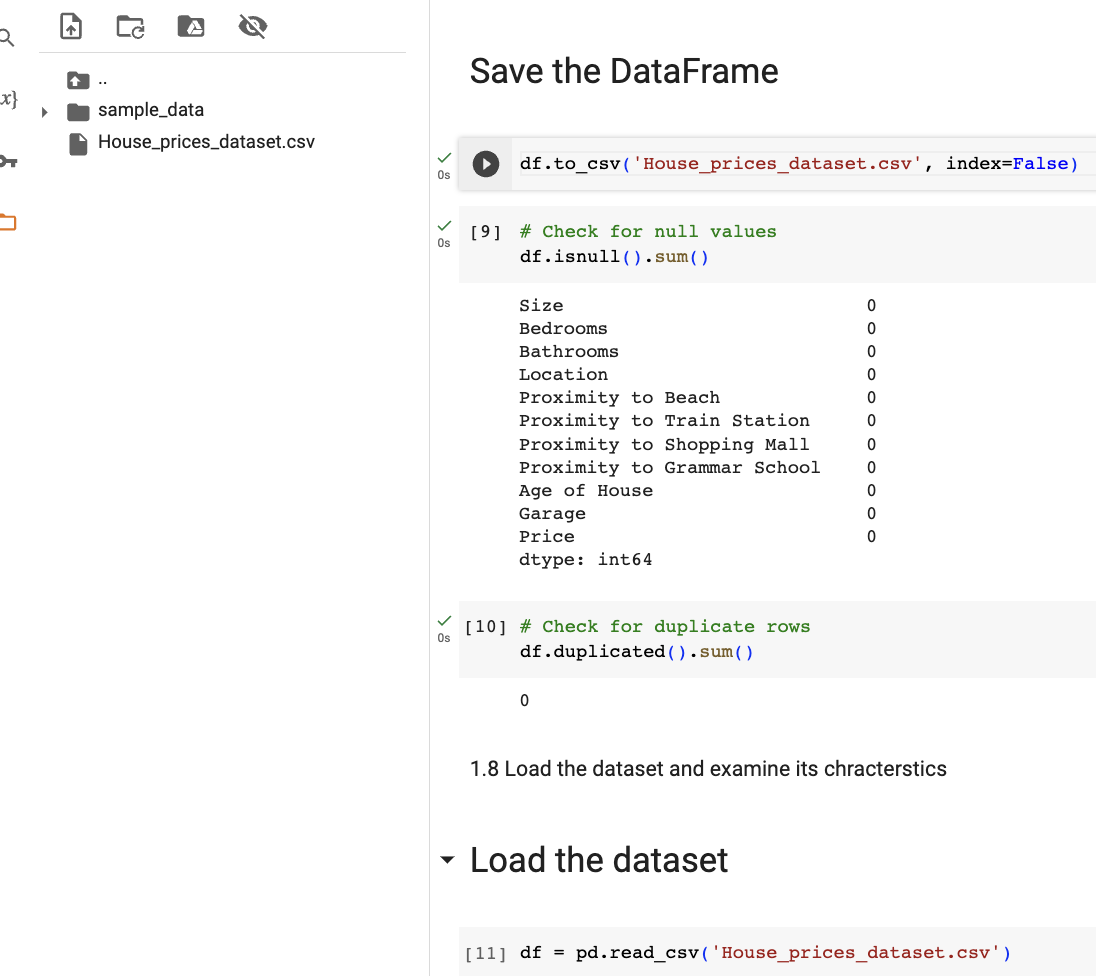 ..
sample_data
House_prices_dataset.csv
{x}
Save the DataFrame
0s
df.to_csv('House_prices_dataset.csv', index=False)
0s
[9] # Check for null values
df.isnull().sum()
Size 0
Bedrooms 0
Bathrooms 0
Location 0
Proximity to Beach 0
Proximity to Train Station 0
Proximity to Shopping Mall 0
Proximity to Grammar School 0
Age of House 0
Garage 0
Price 0
dtype: int64
0s
[10] # Check for duplicate rows
df.duplicated().sum()
0
1.8 Load the dataset and examine its chracterstics
Load the dataset
[11] df = pd.read_csv('House_prices_dataset.csv')